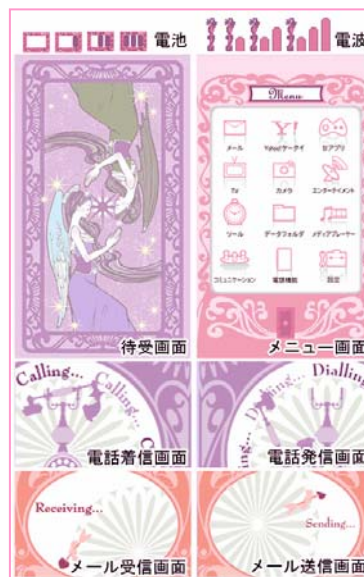 電池
電波
Menu
メール
Yahoo!ケータイ
S!アプリ
TV
カメラ
エンターテイメント
ツール
データフォルダ
メディアプレーヤー
コミュニケーション
電話機能
設定
待受画面
メニュー画面
Calling... Calling...
電話着信画面
Dialling...
電話発信画面
Receiving...
メール受信画面
Sending...
メール送信画面